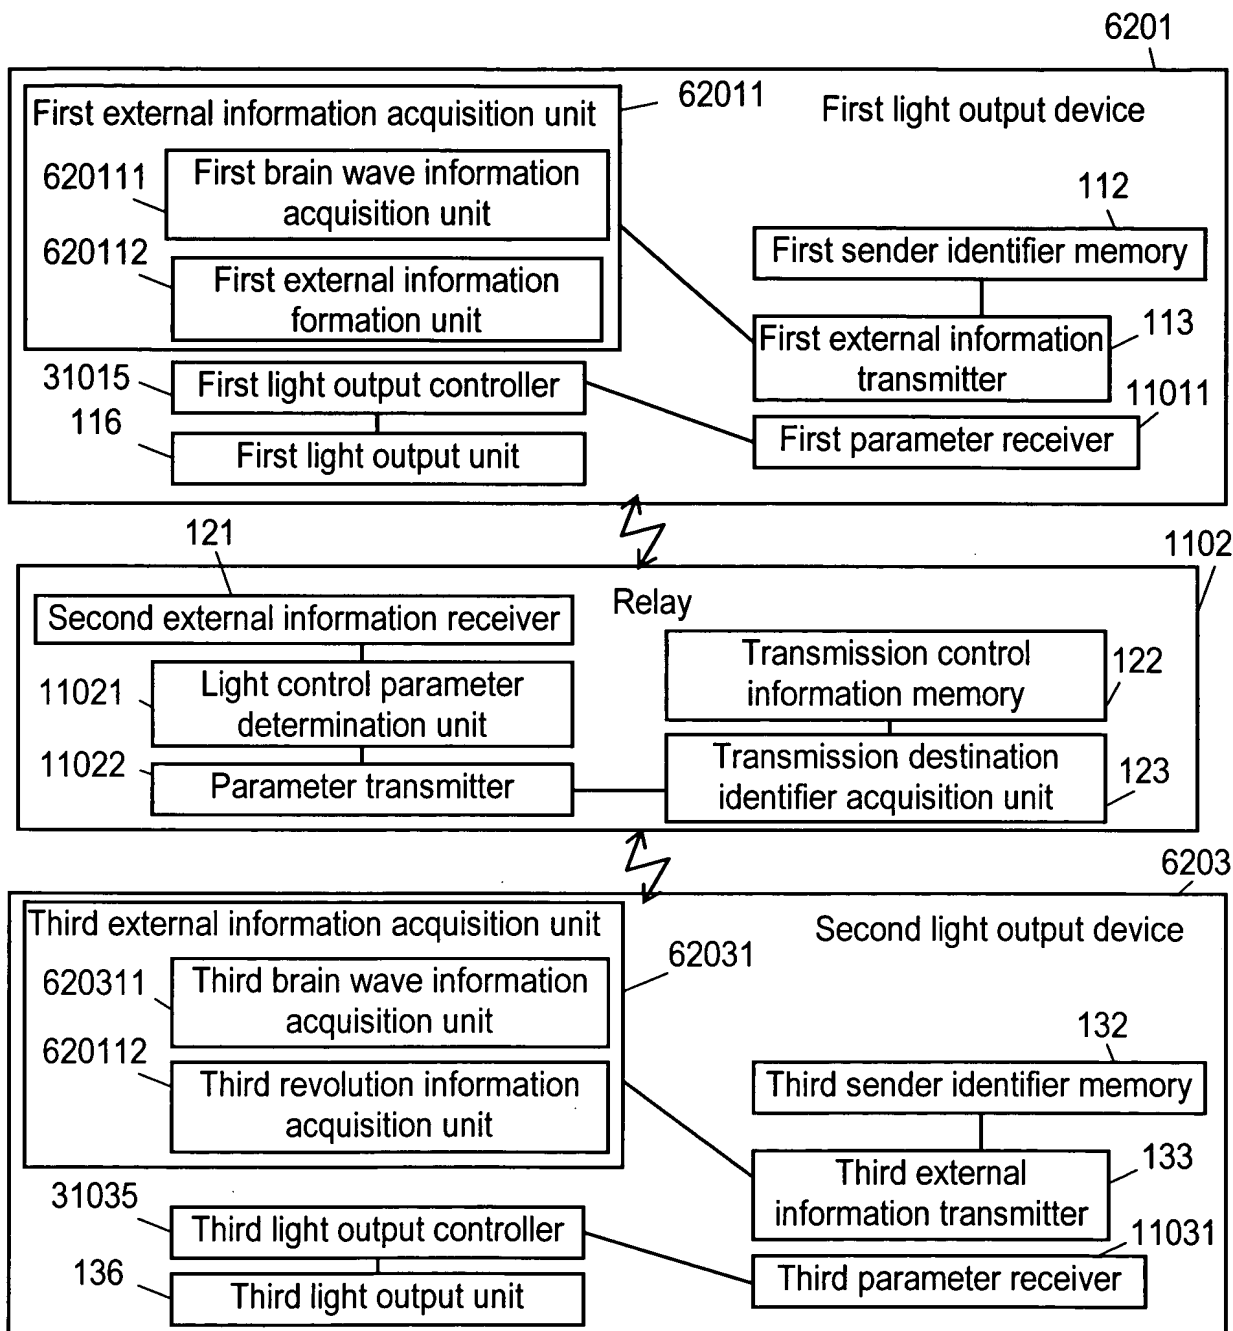 6201
First external information acquisition unit
62011
First light output device
620111
First brain wave information
acquisition unit
112
First sender identifier memory
620112
First external information
formation unit
113
First external information
transmitter
31015
First light output controller
11011
First parameter receiver
116
First light output unit
121
1102
Second external information receiver
Relay
Transmission control
information memory
122
11021
Light control parameter
determination unit
11022
Parameter transmitter
Transmission destination
identifier acquisition unit
123
6203
Third external information acquisition unit
Second light output device
62031
620311
Third brain wave information
acquisition unit
132
Third sender identifier memory
620112
Third revolution information
acquisition unit
133
Third external
information transmitter
31035
Third light output controller
11031
Third parameter receiver
136
Third light output unit